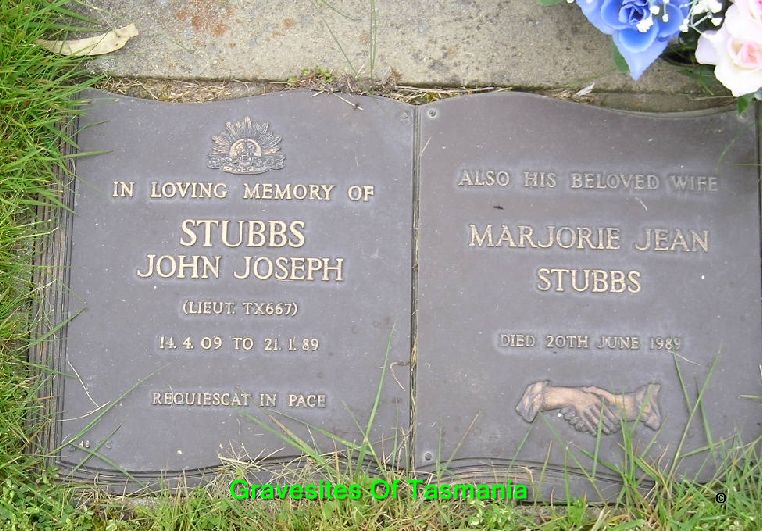 IN LOVING MEMORY OF
STUBBS
JOHN JOSEPH
(LIEUT. TX667)
14. 4. 09 TO 21. 1. 89
REQUIESCAT IN PACE
ALSO HIS BELOVED WIFE
MARJORIE JEAN
STUBBS
DIED 20TH JUNE 1989
Gravesites Of Tasmania
©